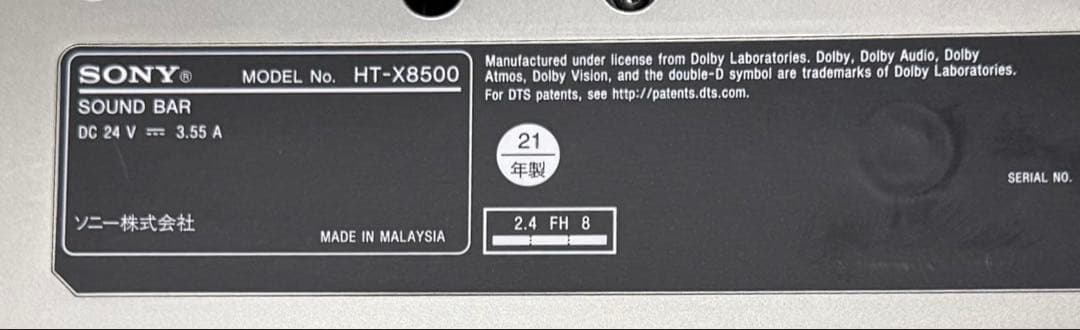 SONY® MODEL No. HT-X8500
SOUND BAR
DC 24 V ⎓ 3.55 A
ソニー株式会社
MADE IN MALAYSIA
Manufactured under license from Dolby Laboratories. Dolby, Dolby Audio, Dolby
Atmos, Dolby Vision, and the double-D symbol are trademarks of Dolby Laboratories.
For DTS patents, see http://patents.dts.com.
21
年製
2.4 FH 8
SERIAL NO.